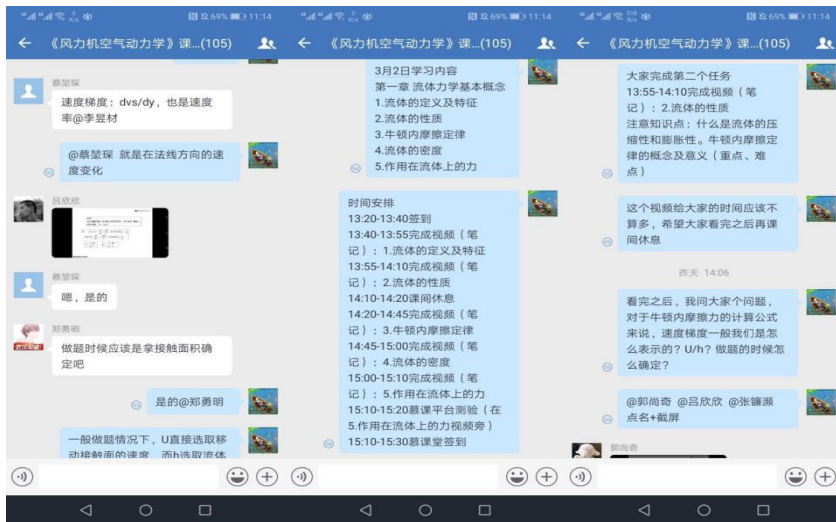 69% 11:14
《风力机空气动力学》课...(105)
蔡堃琛
速度梯度：dvs/dy，也是速度
率@李昱材
@蔡堃琛 就是在法线方向的速
度变化
吕欣欣
蔡堃琛
嗯，是的
郑勇明
做题时候应该是拿接触面积确
定吧
是的@郑勇明
一般做题情况下，U直接选取移
动接触面的速度，而h选取流体
69% 11:14
《风力机空气动力学》课...(105)
3月2日学习内容
第一章 流体力学基本概念
1.流体的定义及特征
2.流体的性质
3.牛顿内摩擦定律
4.流体的密度
5.作用在流体上的力
时间安排
13:20-13:40签到
13:40-13:55完成视频（笔
记）：1.流体的定义及特征
13:55-14:10完成视频（笔
记）：2.流体的性质
14:10-14:20课间休息
14:20-14:45完成视频（笔
记）：3.牛顿内摩擦定律
14:45-15:00完成视频（笔
记）：4.流体的密度
15:00-15:10完成视频（笔
记）：5.作用在流体上的力
15:10-15:20慕课平台测验（在
5.作用在流体上的力视频旁）
15:10-15:30慕课堂签到
69% 11:14
《风力机空气动力学》课...(105)
大家完成第二个任务
13:55-14:10完成视频（笔
记）：2.流体的性质
注意知识点：什么是流体的压
缩性和膨胀性。牛顿内摩擦定
律的概念及意义（重点、难
点）
这个视频给大家的时间应该不
算多，希望大家看完之后再课
间休息
昨天 14:06
看完之后，我问大家个问题，
对于牛顿内摩擦力的计算公式
来说，速度梯度一般我们是怎
么表示的？U/h？做题的时候怎
么确定？
@郭尚奇 @吕欣欣 @张镰濒
点名+截屏
郭尚奇